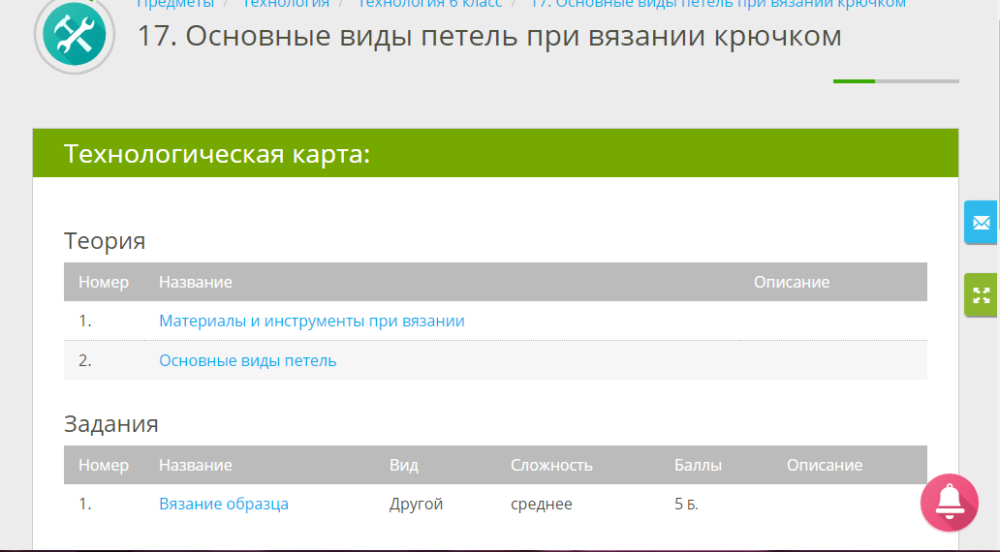 Предметы / Технология / Технология 6 класс / 17. Основные виды петель при вязании крючком
17. Основные виды петель при вязании крючком
Технологическая карта:
Теория
Номер Название Описание
1. Материалы и инструменты при вязании
2. Основные виды петель
Задания
Номер Название Вид Сложность Баллы Описание
1. Вязание образца Другой среднее 5 Б.